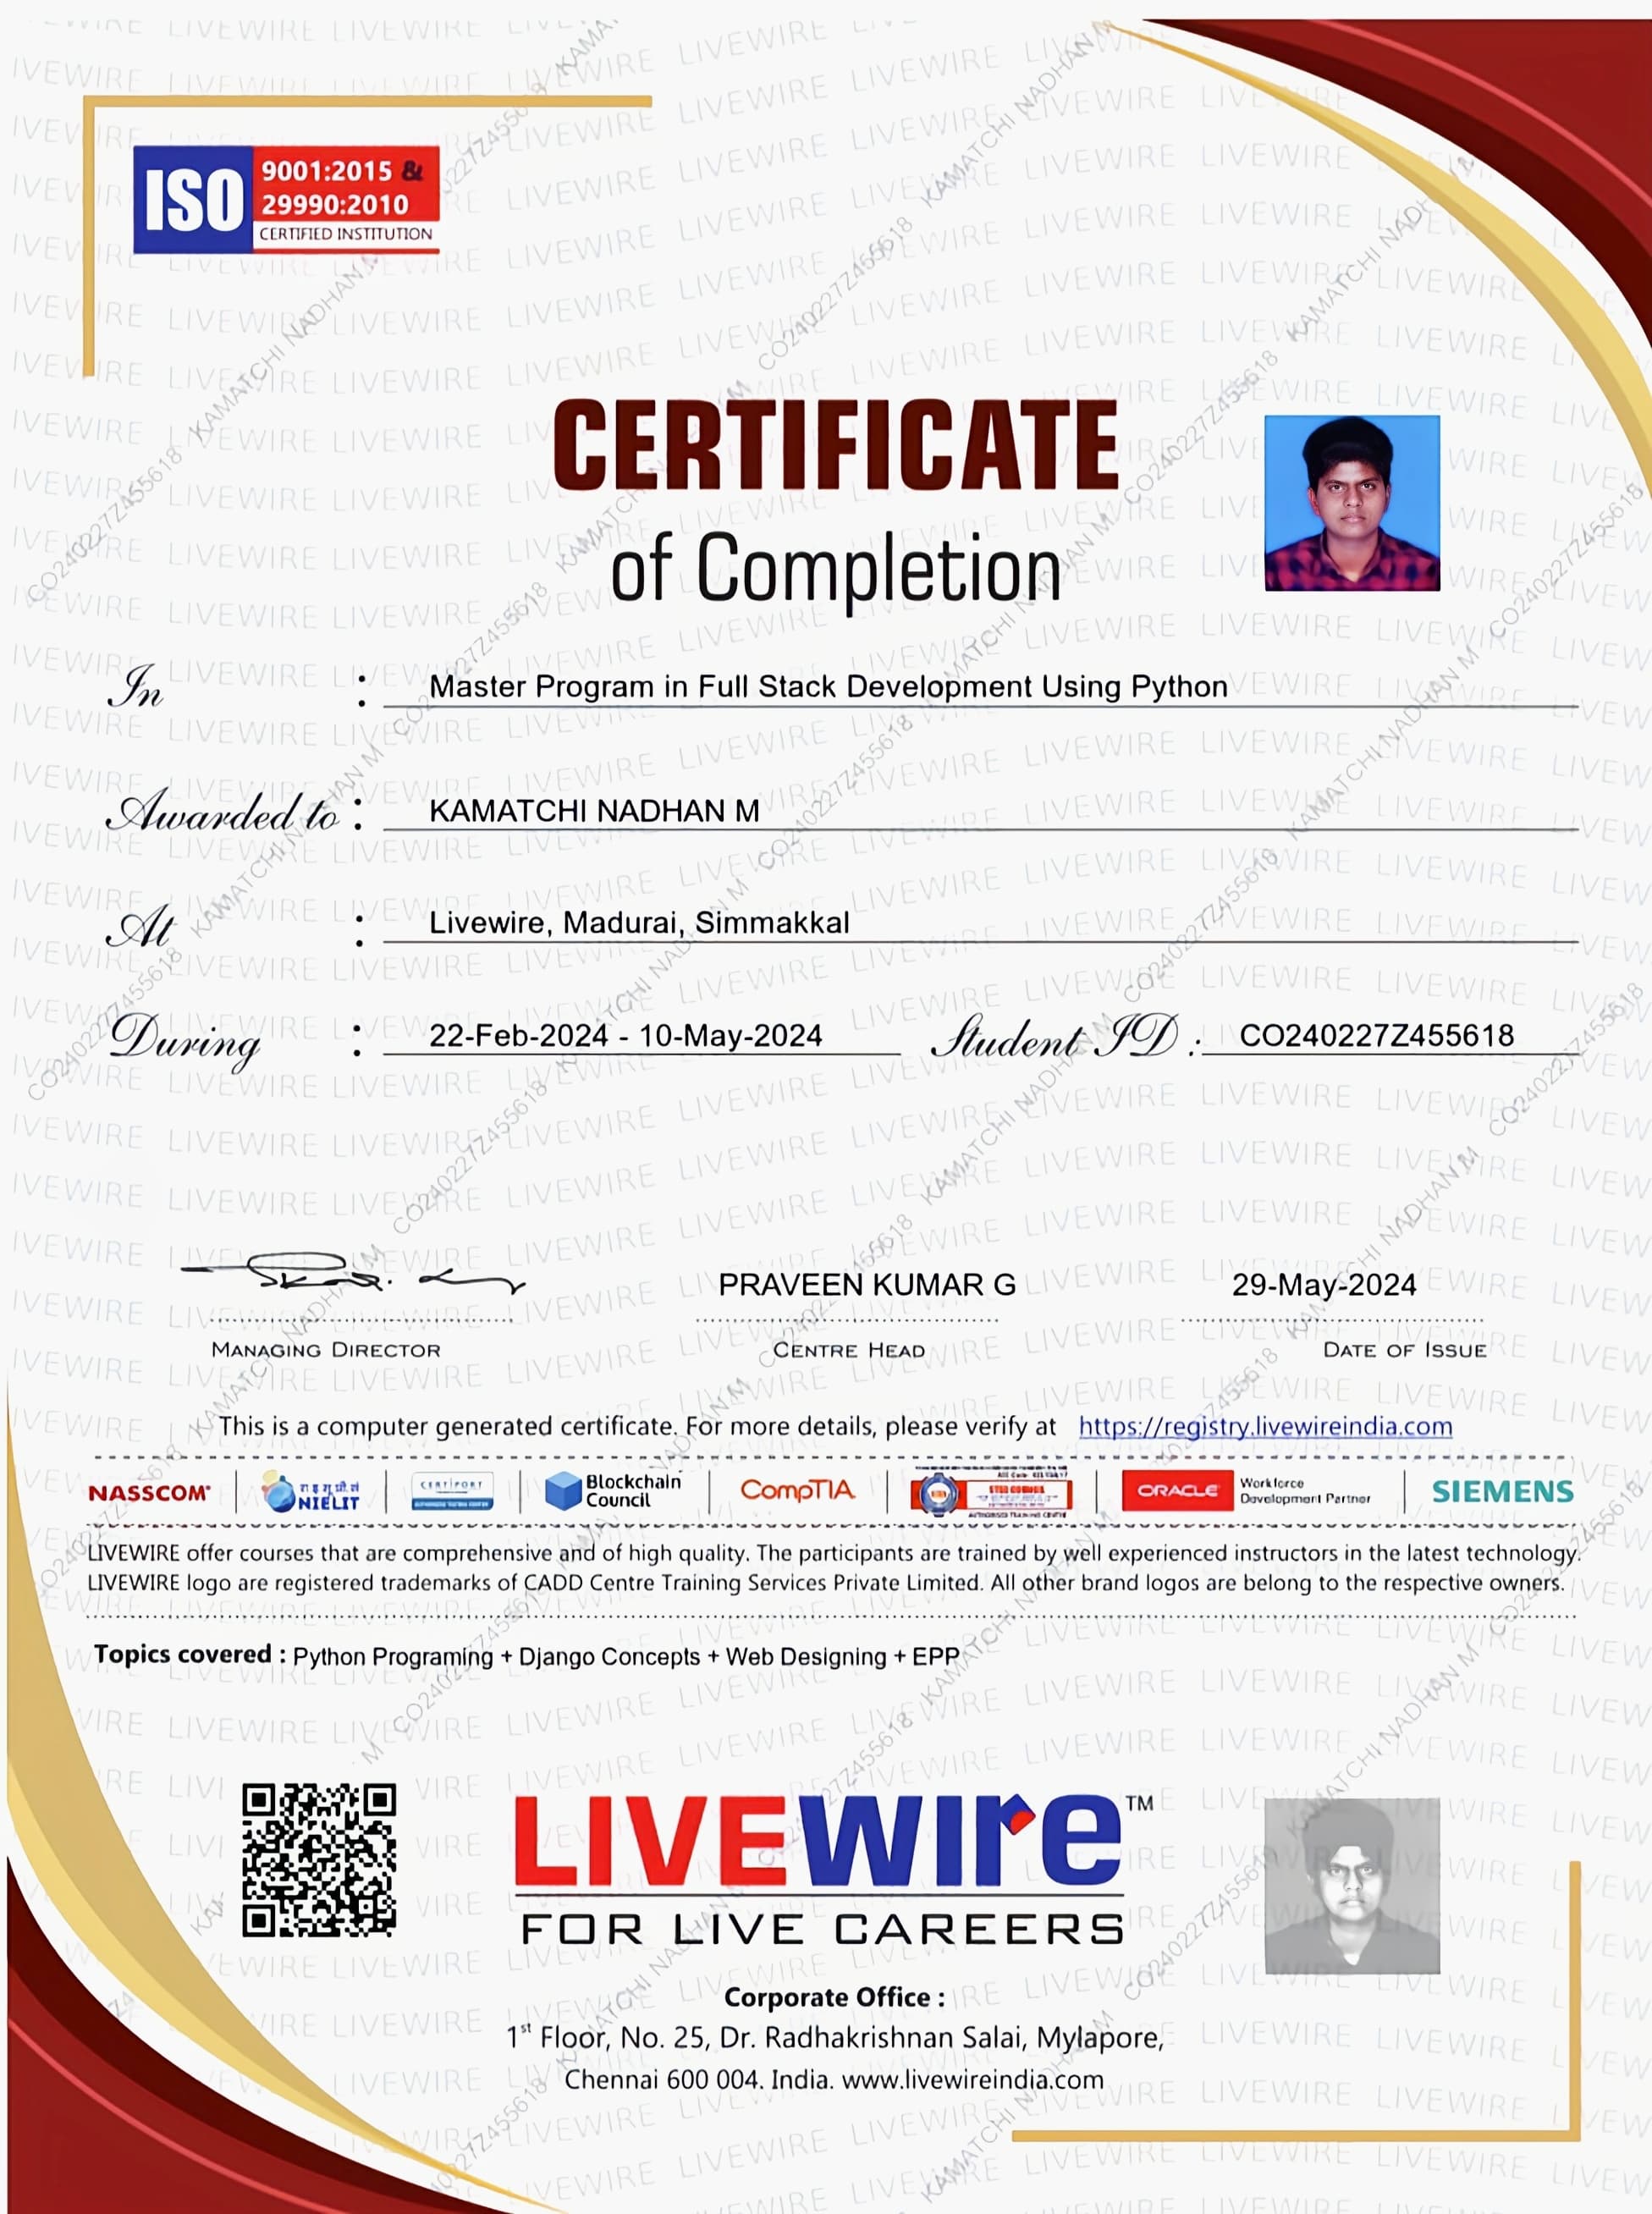 ISO 9001:2015 &
29990:2010
CERTIFIED INSTITUTION
CERTIFICATE
of Completion
In : Master Program in Full Stack Development Using Python
Awarded to : KAMATCHI NADHAN M
At : Livewire, Madurai, Simmakkal
During : 22-Feb-2024 - 10-May-2024 Student ID : CO240227Z455618
PRAVEEN KUMAR G 29-May-2024
MANAGING DIRECTOR CENTRE HEAD DATE OF ISSUE
This is a computer generated certificate. For more details, please verify at https://registry.livewireindia.com
NASSCOM NIELIT CERTIPORT Blockchain Council CompTIA ORACLE Workforce Development Partner SIEMENS
LIVEWIRE offer courses that are comprehensive and of high quality. The participants are trained by well experienced instructors in the latest technology.
LIVEWIRE logo are registered trademarks of CADD Centre Training Services Private Limited. All other brand logos are belong to the respective owners.
Topics covered : Python Programing + Django Concepts + Web Designing + EPP
LIVEWIRE™
FOR LIVE CAREERS
Corporate Office :
1st Floor, No. 25, Dr. Radhakrishnan Salai, Mylapore,
Chennai 600 004. India. www.livewireindia.com